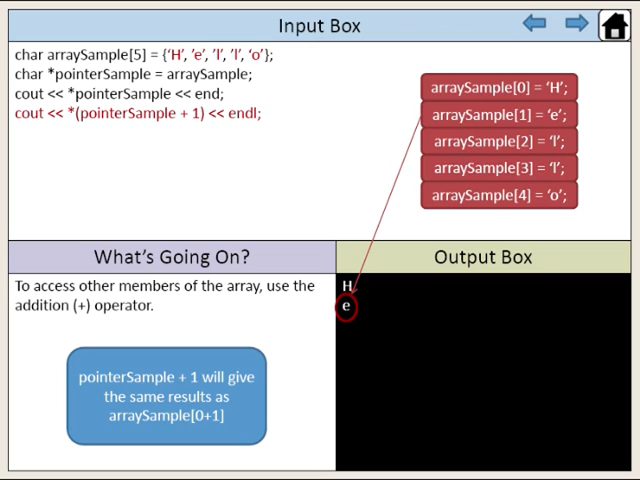 Input Box
char arraySample[5] = {‘H’, ’e’, ’l’, ’l’, ‘o’};
char *pointerSample = arraySample;
cout << *pointerSample << end;
cout << *(pointerSample + 1) << endl;
arraySample[0] = ‘H’;
arraySample[1] = ‘e’;
arraySample[2] = ‘l’;
arraySample[3] = ‘l’;
arraySample[4] = ‘o’;
What’s Going On?
To access other members of the array, use the
addition (+) operator.
pointerSample + 1 will give
the same results as
arraySample[0+1]
Output Box
H
e